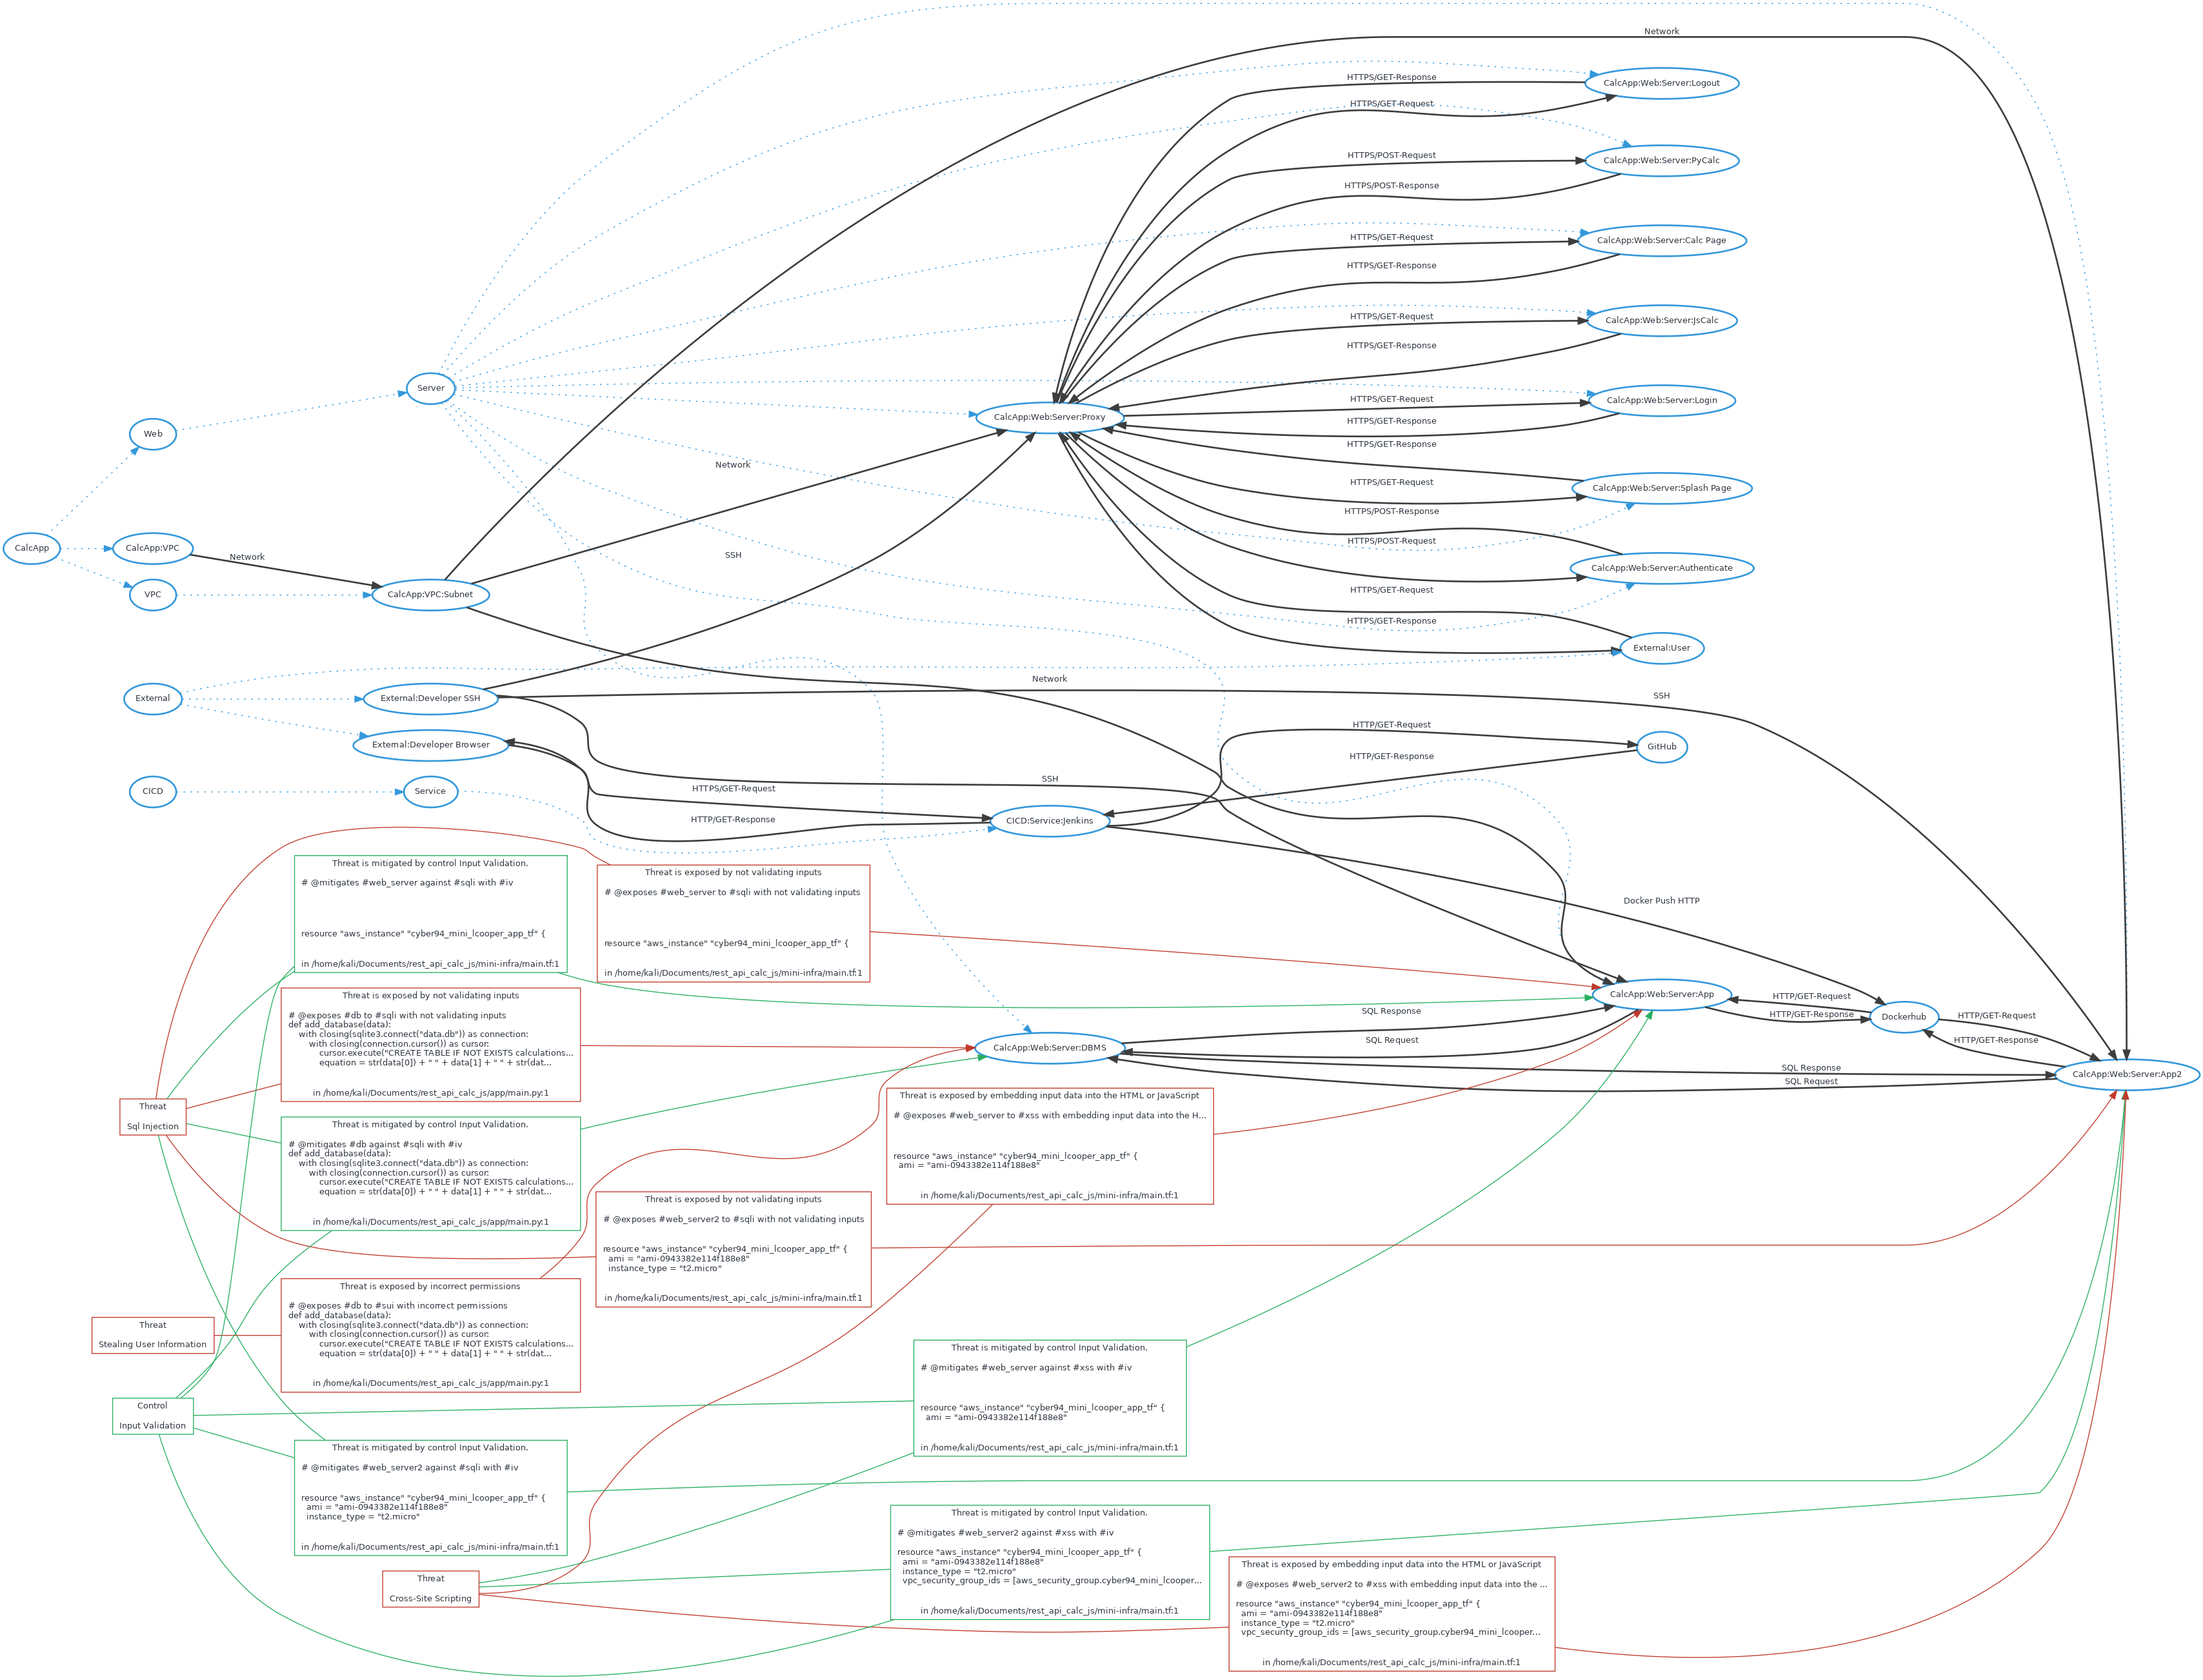 Network
HTTPS/GET-Response
CalcApp:Web:Server:Logout
HTTPS/GET-Request
HTTPS/POST-Request
CalcApp:Web:Server:PyCalc
HTTPS/POST-Response
HTTPS/GET-Request
CalcApp:Web:Server:Calc Page
HTTPS/GET-Response
HTTPS/GET-Request
CalcApp:Web:Server:JsCalc
HTTPS/GET-Response
Server
HTTPS/GET-Request
CalcApp:Web:Server:Login
CalcApp:Web:Server:Proxy
HTTPS/GET-Response
Web
HTTPS/GET-Response
Network
HTTPS/GET-Request
CalcApp:Web:Server:Splash Page
HTTPS/POST-Response
HTTPS/POST-Request
CalcApp
CalcApp:VPC
Network
SSH
CalcApp:Web:Server:Authenticate
HTTPS/GET-Request
VPC
CalcApp:VPC:Subnet
HTTPS/GET-Response
External:User
Network
External
External:Developer SSH
SSH
HTTP/GET-Request
External:Developer Browser
GitHub
HTTP/GET-Response
SSH
CICD
Service
HTTPS/GET-Request
HTTP/GET-Response
CICD:Service:Jenkins
Threat is mitigated by control Input Validation.
# @mitigates #web_server against #sqli with #iv
resource "aws_instance" "cyber94_mini_lcooper_app_tf" {
in /home/kali/Documents/rest_api_calc_js/mini-infra/main.tf:1
Threat is exposed by not validating inputs
# @exposes #web_server to #sqli with not validating inputs
resource "aws_instance" "cyber94_mini_lcooper_app_tf" {
in /home/kali/Documents/rest_api_calc_js/mini-infra/main.tf:1
Docker Push HTTP
Threat is exposed by not validating inputs
# @exposes #db to #sqli with not validating inputs
def add_database(data):
with closing(sqlite3.connect("data.db")) as connection:
with closing(connection.cursor()) as cursor:
cursor.execute("CREATE TABLE IF NOT EXISTS calculations...
equation = str(data[0]) + " " + data[1] + " " + str(dat...
in /home/kali/Documents/rest_api_calc_js/app/main.py:1
CalcApp:Web:Server:App
HTTP/GET-Request
HTTP/GET-Response
Dockerhub
HTTP/GET-Request
HTTP/GET-Response
SQL Response
SQL Request
CalcApp:Web:Server:DBMS
SQL Response
SQL Request
CalcApp:Web:Server:App2
Threat
Sql Injection
Threat is mitigated by control Input Validation.
# @mitigates #db against #sqli with #iv
def add_database(data):
with closing(sqlite3.connect("data.db")) as connection:
with closing(connection.cursor()) as cursor:
cursor.execute("CREATE TABLE IF NOT EXISTS calculations...
equation = str(data[0]) + " " + data[1] + " " + str(dat...
in /home/kali/Documents/rest_api_calc_js/app/main.py:1
Threat is exposed by embedding input data into the HTML or JavaScript
# @exposes #web_server to #xss with embedding input data into the H...
resource "aws_instance" "cyber94_mini_lcooper_app_tf" {
ami = "ami-0943382e114f188e8"
in /home/kali/Documents/rest_api_calc_js/mini-infra/main.tf:1
Threat is exposed by not validating inputs
# @exposes #web_server2 to #sqli with not validating inputs
resource "aws_instance" "cyber94_mini_lcooper_app_tf" {
ami = "ami-0943382e114f188e8"
instance_type = "t2.micro"
in /home/kali/Documents/rest_api_calc_js/mini-infra/main.tf:1
Threat is exposed by incorrect permissions
# @exposes #db to #sui with incorrect permissions
def add_database(data):
with closing(sqlite3.connect("data.db")) as connection:
with closing(connection.cursor()) as cursor:
cursor.execute("CREATE TABLE IF NOT EXISTS calculations...
equation = str(data[0]) + " " + data[1] + " " + str(dat...
in /home/kali/Documents/rest_api_calc_js/app/main.py:1
Threat
Stealing User Information
Threat is mitigated by control Input Validation.
# @mitigates #web_server against #xss with #iv
resource "aws_instance" "cyber94_mini_lcooper_app_tf" {
ami = "ami-0943382e114f188e8"
in /home/kali/Documents/rest_api_calc_js/mini-infra/main.tf:1
Control
Input Validation
Threat is mitigated by control Input Validation.
# @mitigates #web_server2 against #sqli with #iv
resource "aws_instance" "cyber94_mini_lcooper_app_tf" {
ami = "ami-0943382e114f188e8"
instance_type = "t2.micro"
in /home/kali/Documents/rest_api_calc_js/mini-infra/main.tf:1
Threat is mitigated by control Input Validation.
# @mitigates #web_server2 against #xss with #iv
resource "aws_instance" "cyber94_mini_lcooper_app_tf" {
ami = "ami-0943382e114f188e8"
instance_type = "t2.micro"
vpc_security_group_ids = [aws_security_group.cyber94_mini_lcooper...
in /home/kali/Documents/rest_api_calc_js/mini-infra/main.tf:1
Threat
Cross-Site Scripting
Threat is exposed by embedding input data into the HTML or JavaScript
# @exposes #web_server2 to #xss with embedding input data into the ...
resource "aws_instance" "cyber94_mini_lcooper_app_tf" {
ami = "ami-0943382e114f188e8"
instance_type = "t2.micro"
vpc_security_group_ids = [aws_security_group.cyber94_mini_lcooper...
in /home/kali/Documents/rest_api_calc_js/mini-infra/main.tf:1